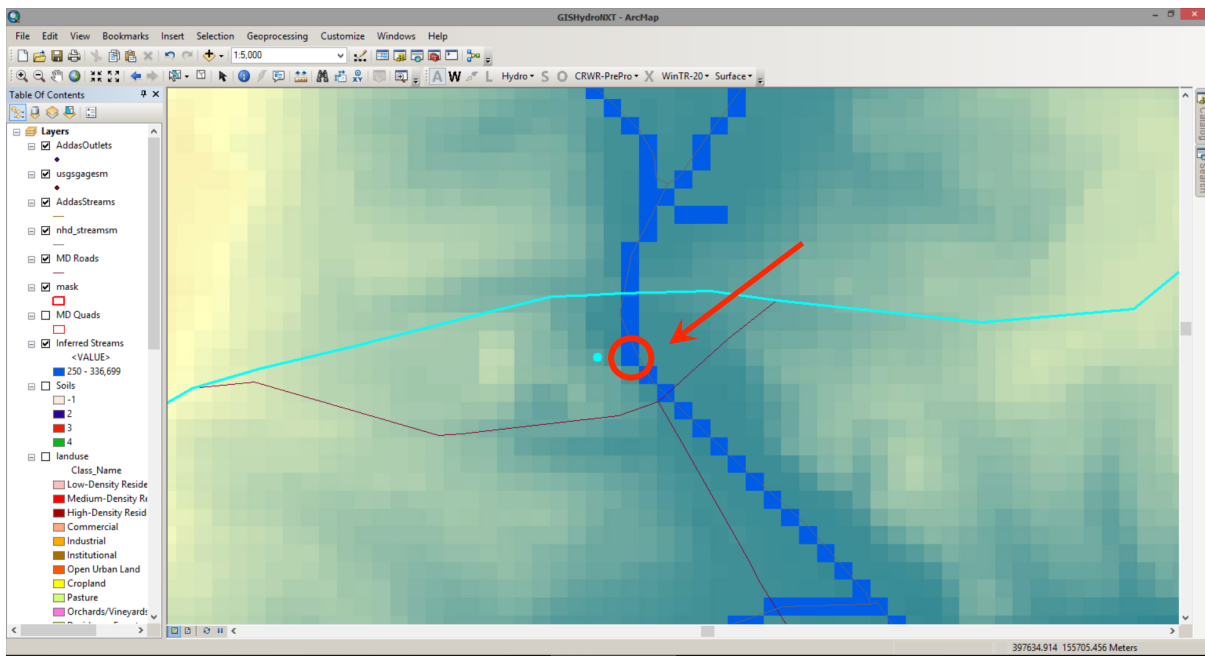 GISHydroNXT - ArcMap
File Edit View Bookmarks Insert Selection Geoprocessing Customize Windows Help
1:5,000
A W L Hydro S O CRWR-PrePro X WinTR-20 Surface
Table Of Contents
Layers
AddasOutlets
usgsgagesm
AddasStreams
nhd_streamsm
MD Roads
mask
MD Quads
Inferred Streams
<VALUE>
250 - 336,699
Soils
-1
2
3
4
landuse
Class_Name
Low-Density Reside
Medium-Density Re
High-Density Resid
Commercial
Industrial
Institutional
Open Urban Land
Cropland
Pasture
Orchards/Vineyards
Catalog
Search
397634.914 155705.456 Meters